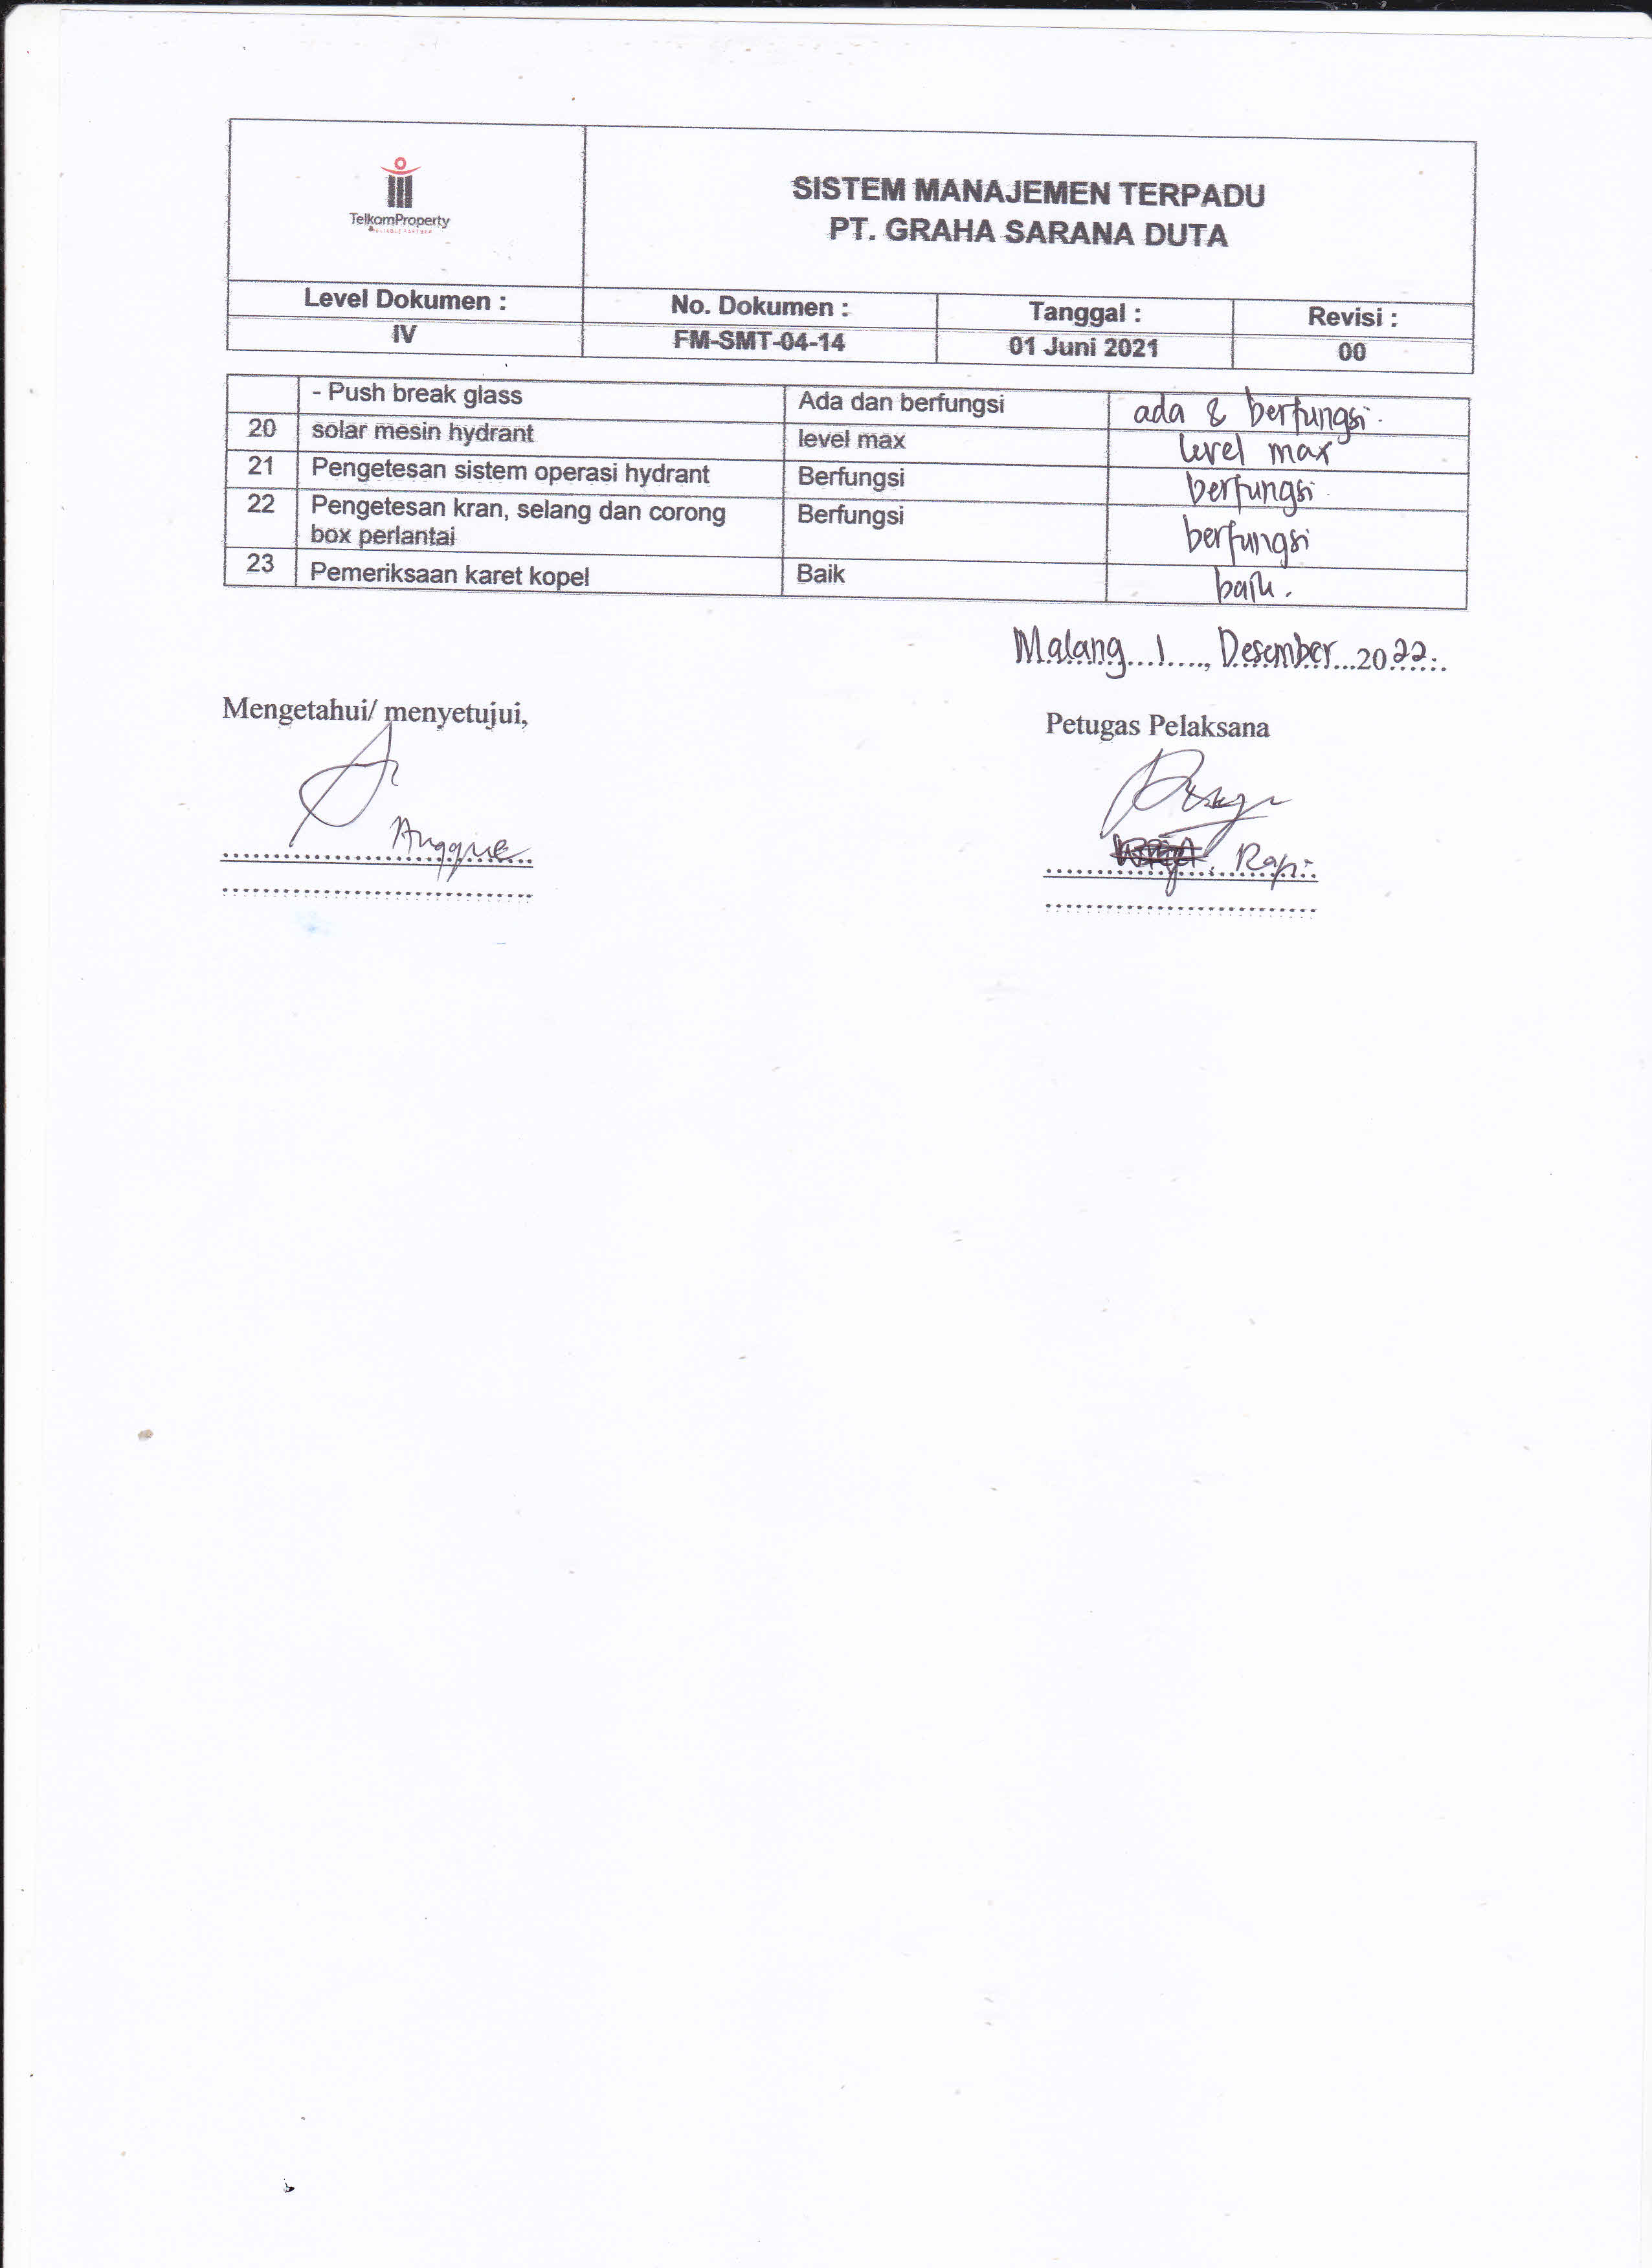 TelkomProperty
SISTEM MANAJEMEN TERPADU
PT. GRAHA SARANA DUTA
Level Dokumen : No. Dokumen : Tanggal : Revisi :
IV FM-SMT-04-14 01 Juni 2021 00
- Push break glass Ada dan berfungsi ada & berfungsi.
20 solar mesin hydrant level max level max
21 Pengetesan sistem operasi hydrant Berfungsi berfungsi.
22 Pengetesan kran, selang dan corong Berfungsi berfungsi
box perlantai
23 Pemeriksaan karet kopel Baik baik.
Malang...1...., Desember...2022...
Mengetahui/ menyetujui, Petugas Pelaksana
Rapi